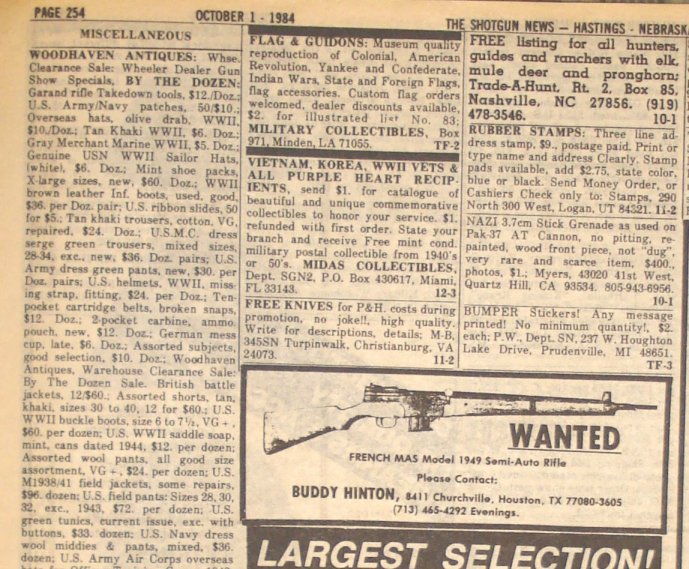 PAGE 254
OCTOBER 1 - 1984
THE SHOTGUN NEWS — HASTINGS - NEBRASK
MISCELLANEOUS
WOODHAVEN ANTIQUES: Whse.
Clearance Sale: Wheeler Dealer Gun
Show Specials, BY THE DOZEN:
Garand rifle Takedown tools, $12./Doz.;
U.S. Army/Navy patches, 50/$10.;
Overseas hats, olive drab, WWII,
$10./Doz.; Tan Khaki WWII, $6. Doz.;
Gray Merchant Marine WWII, $5. Doz.;
Genuine USN WWII Sailor Hats,
(white), $6. Doz.; Mint shoe packs,
X-large sizes, new, $60. Doz.; WWII
brown leather Inf. boots, used, good,
$36. per Doz. pair; U.S. ribbon slides, 50
for $5.; Tan khaki trousers, cotton, VG,
repaired, $24. Doz.; U.S.M.C. dress
serge green trousers, mixed sizes,
28-34, exc., new, $36. Doz. pairs; U.S.
Army dress green pants, new, $30. per
Doz. pairs; U.S. helmets, WWII, miss-
ing strap, fitting, $24. per Doz.; Ten-
pocket cartridge belts, broken snaps,
$12. Doz.; 2-pocket carbine, ammo.
pouch, new, $12. Doz.; German mess
cup, late, $6. Doz.; Assorted subjects,
good selection, $10. Doz.; Woodhaven
Antiques, Warehouse Clearance Sale:
By The Dozen Sale. British battle
jackets, 12/$60.; Assorted shorts, tan,
khaki, sizes 30 to 40, 12 for $60.; U.S.
WWII buckle boots, size 6 to 7½, VG+,
$60. per dozen; U.S. WWII saddle soap,
mint, cans dated 1944, $12. per dozen;
Assorted wool pants, all good size
assortment, VG+, $24. per dozen; U.S.
M1938/41 field jackets, some repairs,
$96. dozen; U.S. field pants: Sizes 28, 30,
32, exc., 1943, $72. per dozen; U.S.
green tunics, current issue, exc. with
buttons, $33. dozen; U.S. Navy dress
wool middies & pants, mixed, $36.
dozen; U.S. Army Air Corps overseas
FLAG & GUIDONS: Museum quality
reproduction of Colonial, American
Revolution, Yankee and Confederate,
Indian Wars, State and Foreign Flags,
flag accessories. Custom flag orders
welcomed, dealer discounts available,
$2. for illustrated list No. 83;
MILITARY COLLECTIBLES, Box
971, Minden, LA 71055. TF-2
VIETNAM, KOREA, WWII VETS &
ALL PURPLE HEART RECIP-
IENTS, send $1. for catalogue of
beautiful and unique commemorative
collectibles to honor your service. $1.
refunded with first order. State your
branch and receive Free mint cond.
military postal collectible from 1940's
or 50's. MIDAS COLLECTIBLES,
Dept. SGN2, P.O. Box 430617, Miami,
FL 33143. 12-3
FREE KNIVES for P&H. costs during
promotion, no joke!!, high quality.
Write for descriptions, details; M-B,
345SN Turpinwalk, Christianburg, VA
24073. 11-2
FREE listing for all hunters,
guides and ranchers with elk,
mule deer and pronghorn;
Trade-A-Hunt, Rt. 2, Box 85,
Nashville, NC 27856. (919)
478-3546. 10-1
RUBBER STAMPS: Three line ad-
dress stamp, $9., postage paid. Print or
type name and address Clearly. Stamp
pads available, add $2.75, state color,
blue or black. Send Money Order, or
Cashiers Check only to: Stamps, 290
North 300 West, Logan, UT 84321. 11-2
NAZI 3.7cm Stick Grenade as used on
Pak-37 AT Cannon, no pitting, re-
painted, wood front piece, not "dug",
very rare and scarce item, $400.,
photos, $1.; Myers, 43020 41st West,
Quartz Hill, CA 93534. 805-943-6956.
10-1
BUMPER Stickers! Any message
printed! No minimum quantity!, $2.
each; P.W., Dept. SN, 237 W. Houghton
Lake Drive, Prudenville, MI 48651.
TF-3
WANTED
FRENCH MAS Model 1949 Semi-Auto Rifle
Please Contact:
BUDDY HINTON, 8411 Churchville, Houston, TX 77080-3605
(713) 465-4292 Evenings.
LARGEST SELECTION!